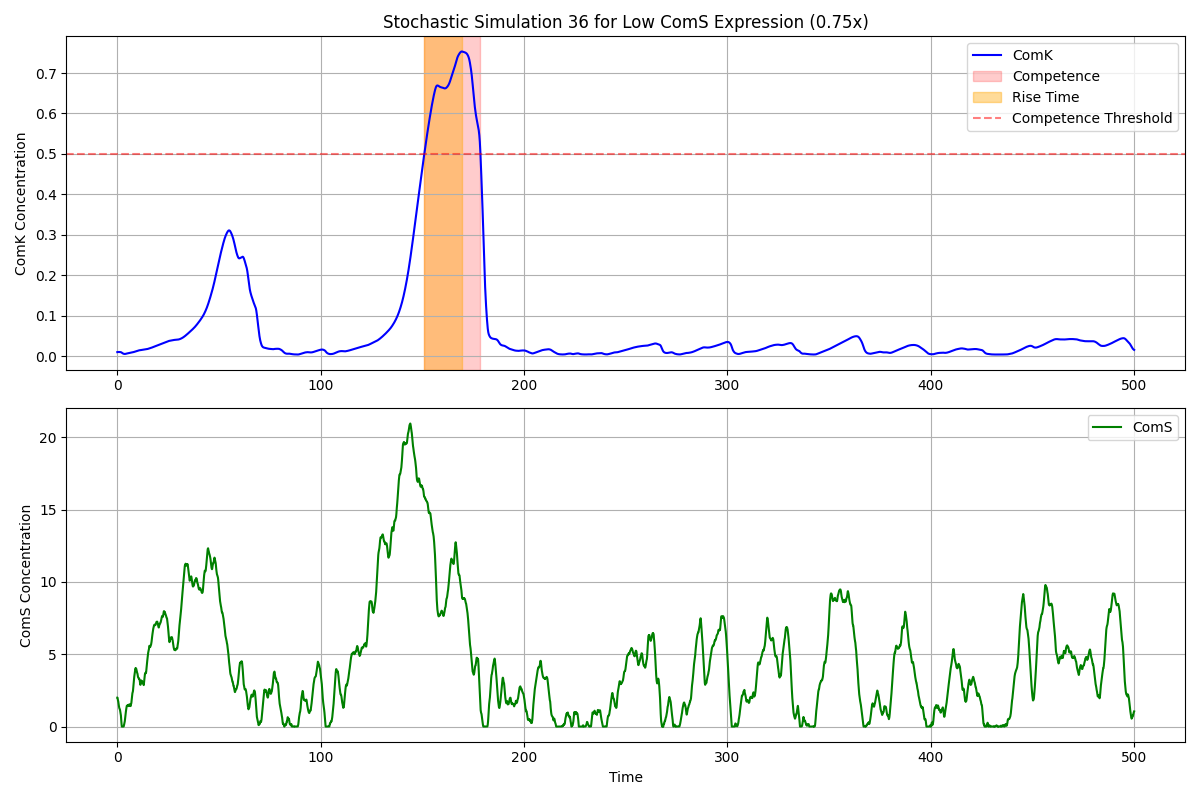 Stochastic Simulation 36 for Low ComS Expression (0.75x)
ComK Concentration
0.7
0.6
0.5
0.4
0.3
0.2
0.1
0.0
ComK
Competence
Rise Time
Competence Threshold
0 100 200 300 400 500
ComS Concentration
20
15
10
5
0
ComS
0 100 200 300 400 500
Time